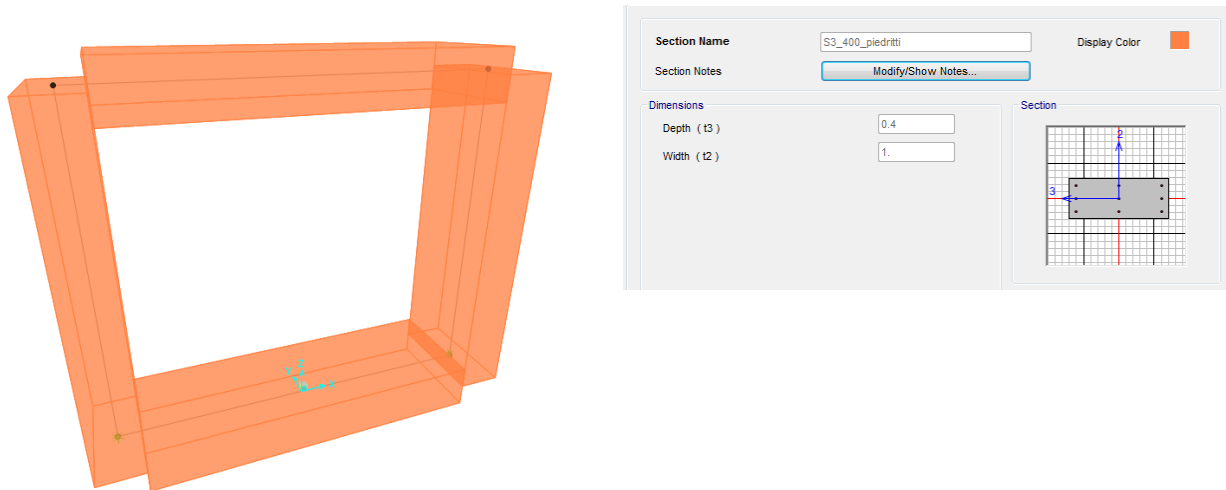 Section Name
S3_400_piedritti
Display Color
Section Notes
Modify/Show Notes...
Dimensions
Depth ( t3 )
0.4
Width ( t2 )
1.
Section
2
3
Z
Y
X